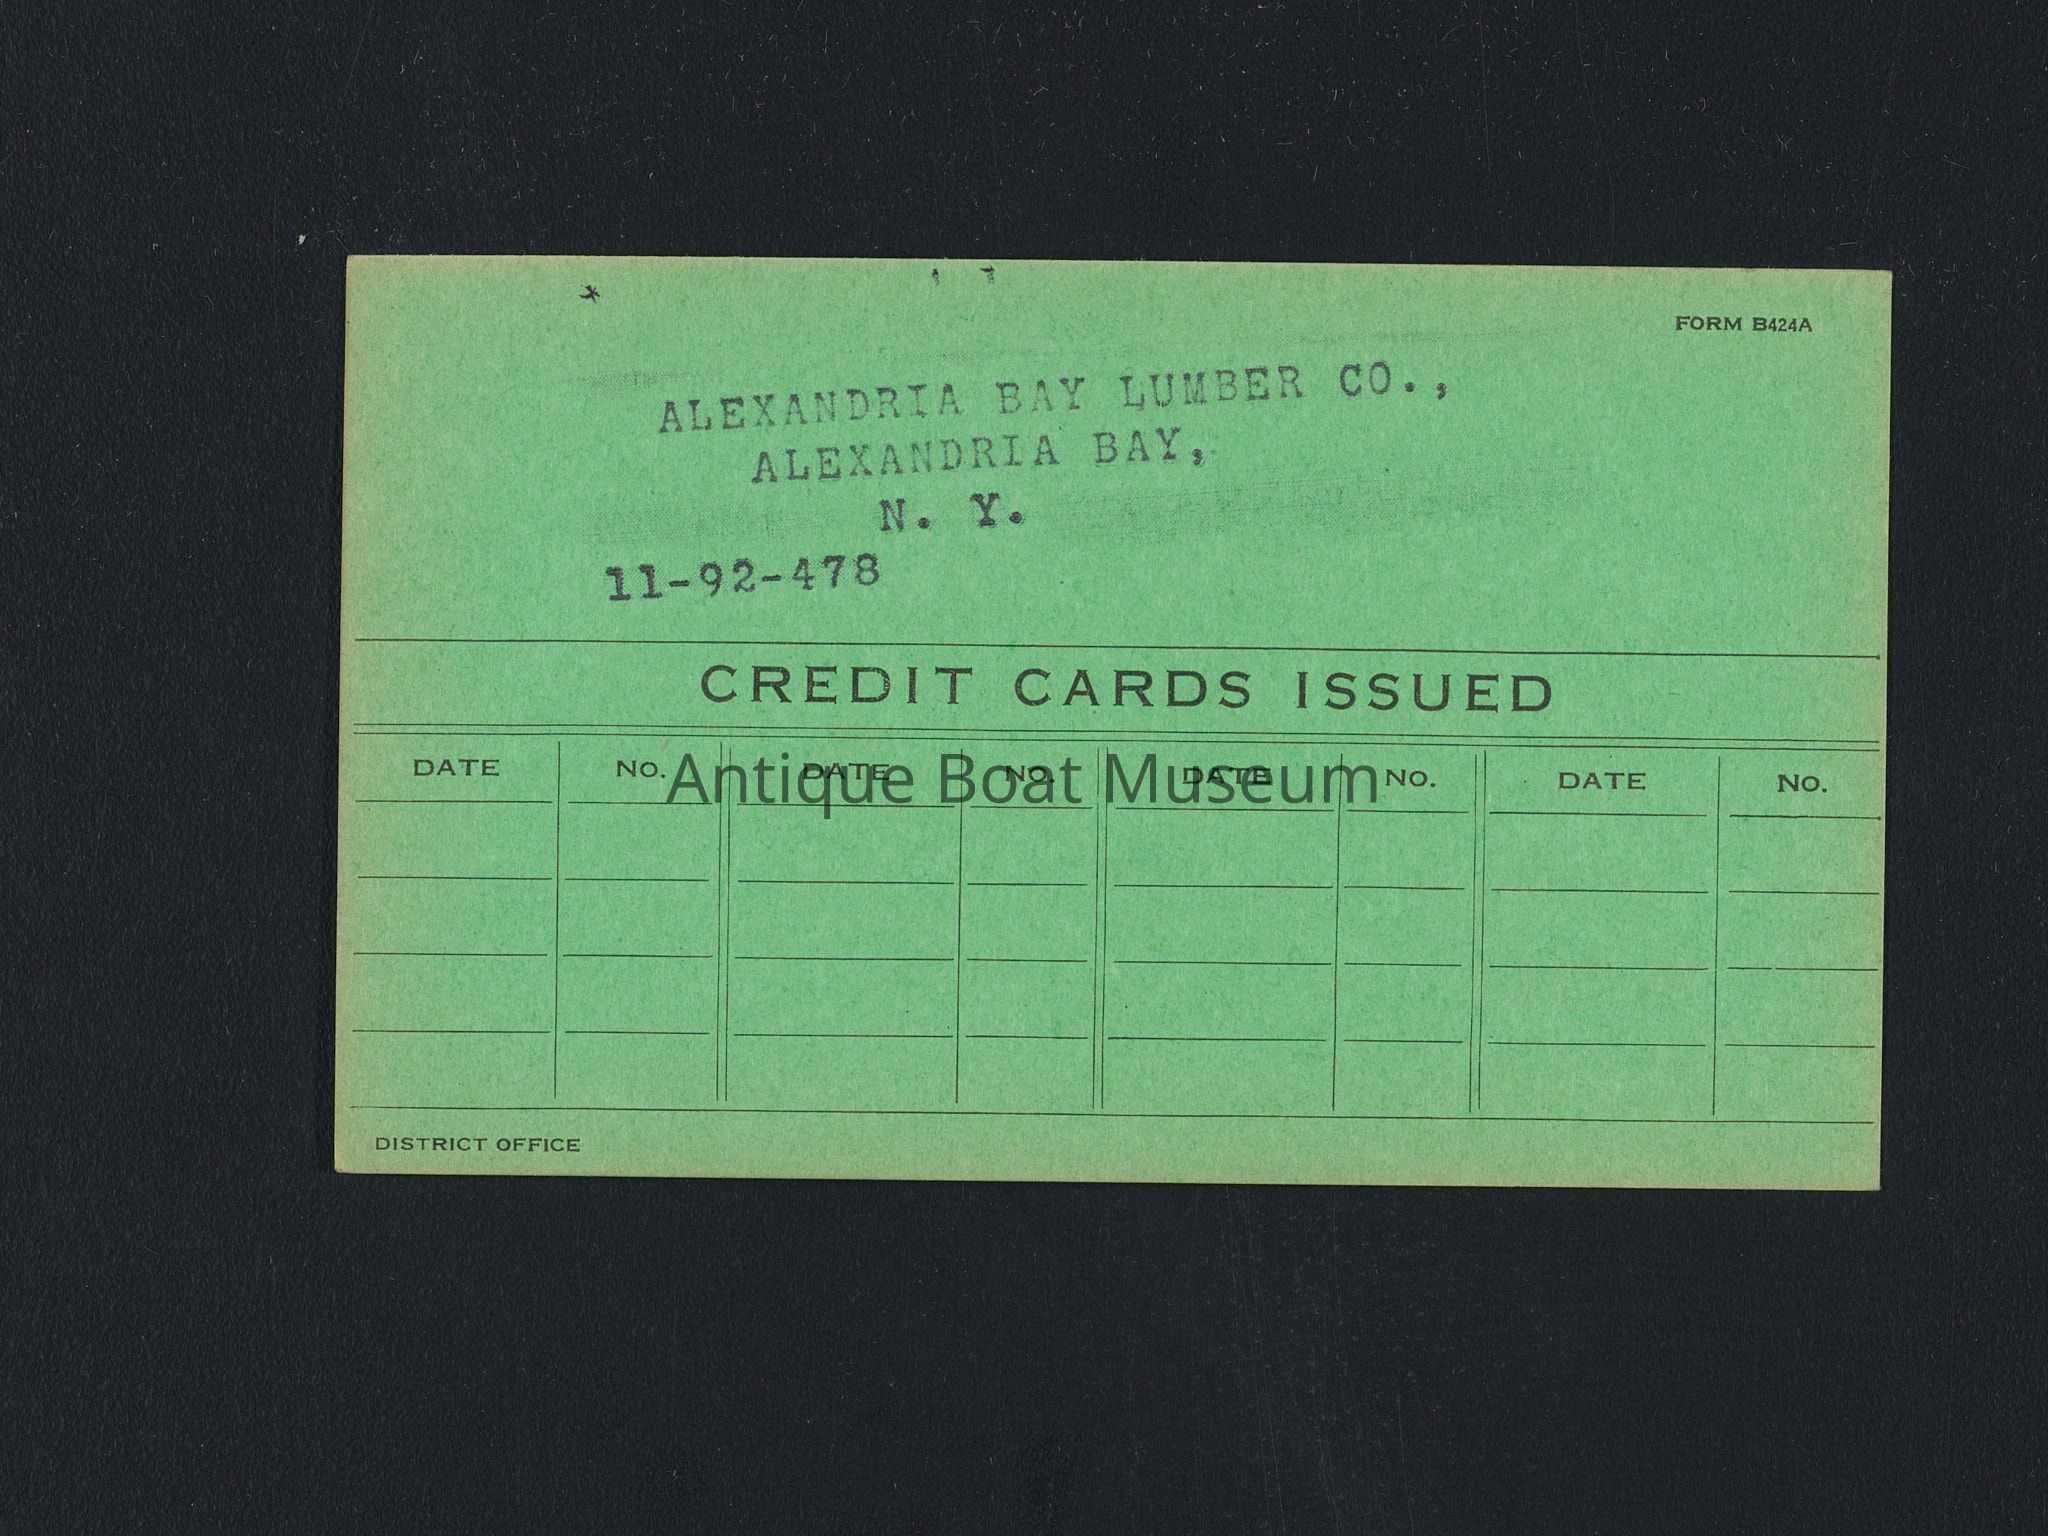 FORM B424A
ALEXANDRIA BAY LUMBER CO.,
ALEXANDRIA BAY,
N. Y.
11-92-478
CREDIT CARDS ISSUED
DATE No. DATE No. DATE No. DATE No.
Antique Boat Museum
DISTRICT OFFICE